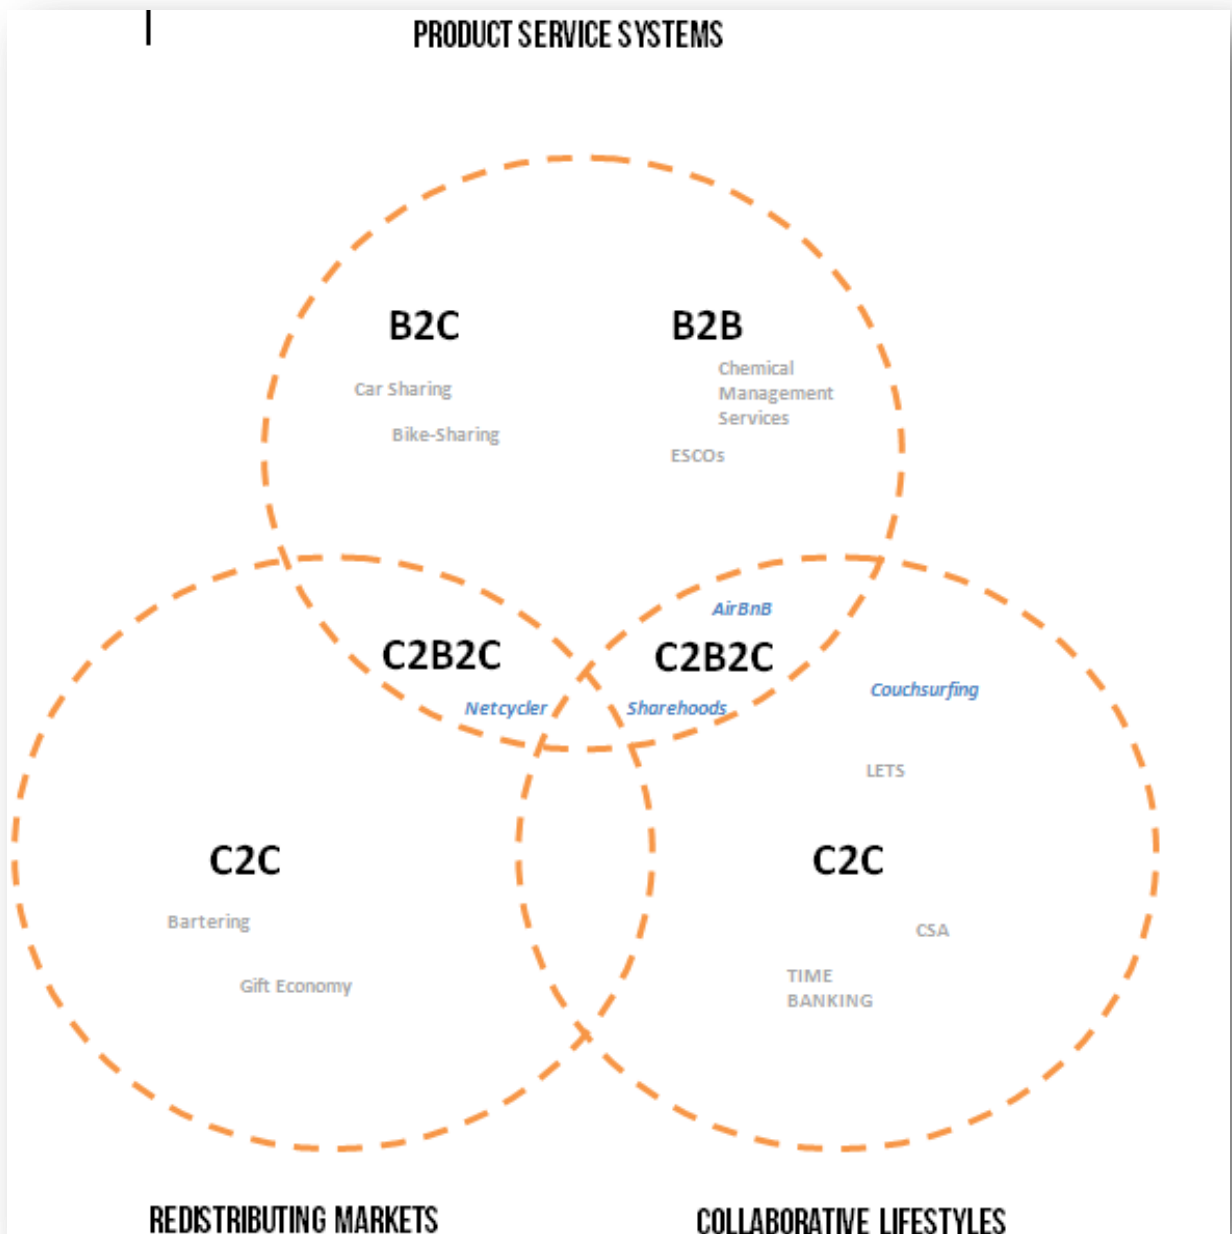 PRODUCT SERVICE SYSTEMS
B2C
B2B
Car Sharing
Bike-Sharing
Chemical
Management
Services
ESCOs
AirBnB
C2B2C
C2B2C
Netcycler
Sharehoods
Couchsurfing
LETS
C2C
C2C
Bartering
Gift Economy
CSA
TIME
BANKING
REDISTRIBUTING MARKETS
COLLABORATIVE LIFESTYLES